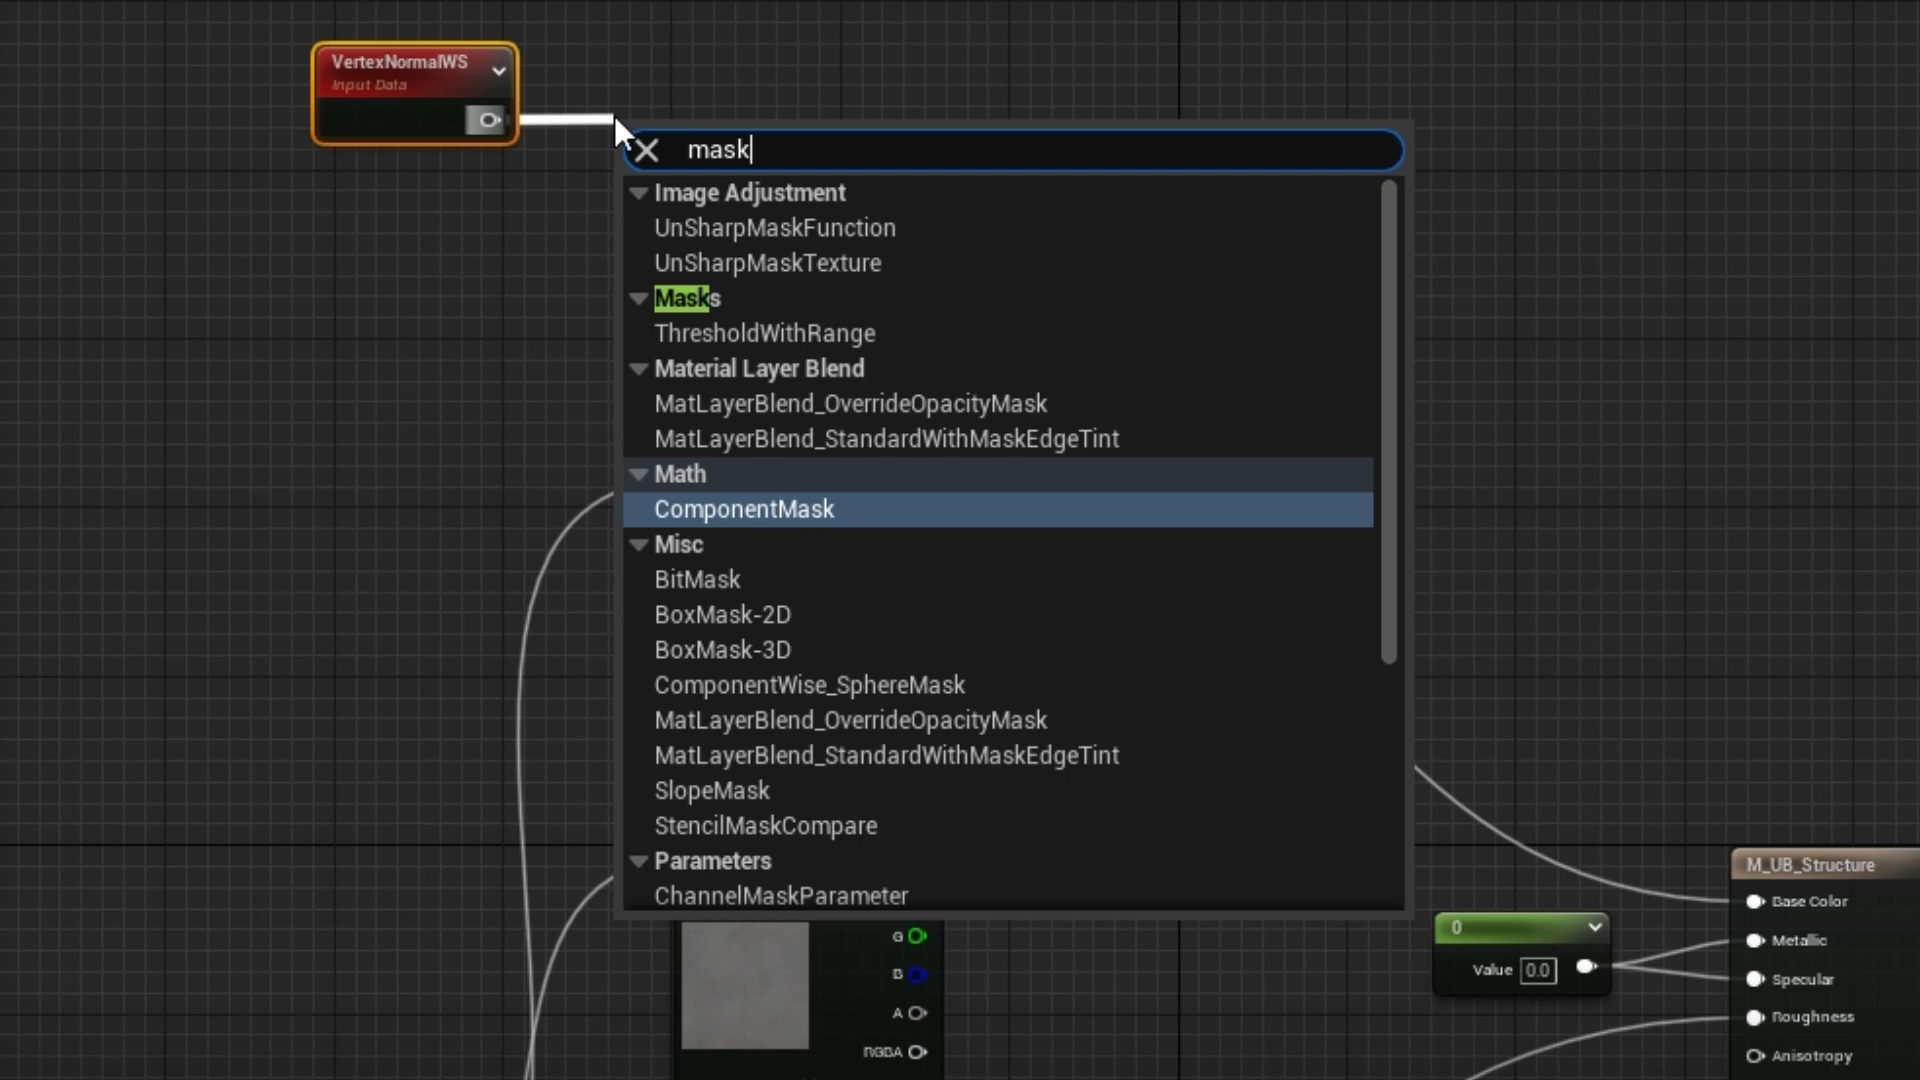 VertexNormalWS
Input Data
mask
Image Adjustment
UnSharpMaskFunction
UnSharpMaskTexture
Masks
ThresholdWithRange
Material Layer Blend
MatLayerBlend_OverrideOpacityMask
MatLayerBlend_StandardWithMaskEdgeTint
Math
ComponentMask
Misc
BitMask
BoxMask-2D
BoxMask-3D
ComponentWise_SphereMask
MatLayerBlend_OverrideOpacityMask
MatLayerBlend_StandardWithMaskEdgeTint
SlopeMask
StencilMaskCompare
Parameters
ChannelMaskParameter
G
B
A
RGBA
0
Value 0.0
M_UB_Structure
Base Color
Metallic
Specular
Roughness
Anisotropy